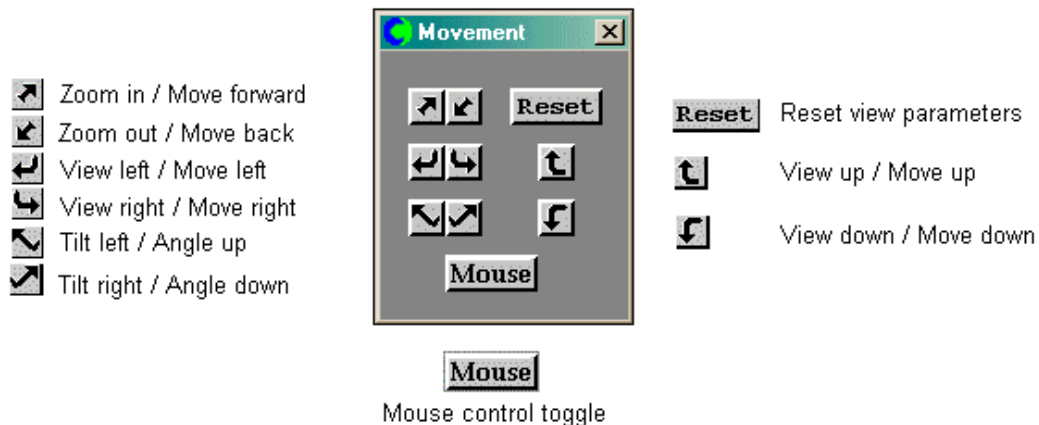 Movement
Reset
Mouse
Zoom in / Move forward
Zoom out / Move back
View left / Move left
View right / Move right
Tilt left / Angle up
Tilt right / Angle down
Reset
Reset view parameters
View up / Move up
View down / Move down
Mouse
Mouse control toggle